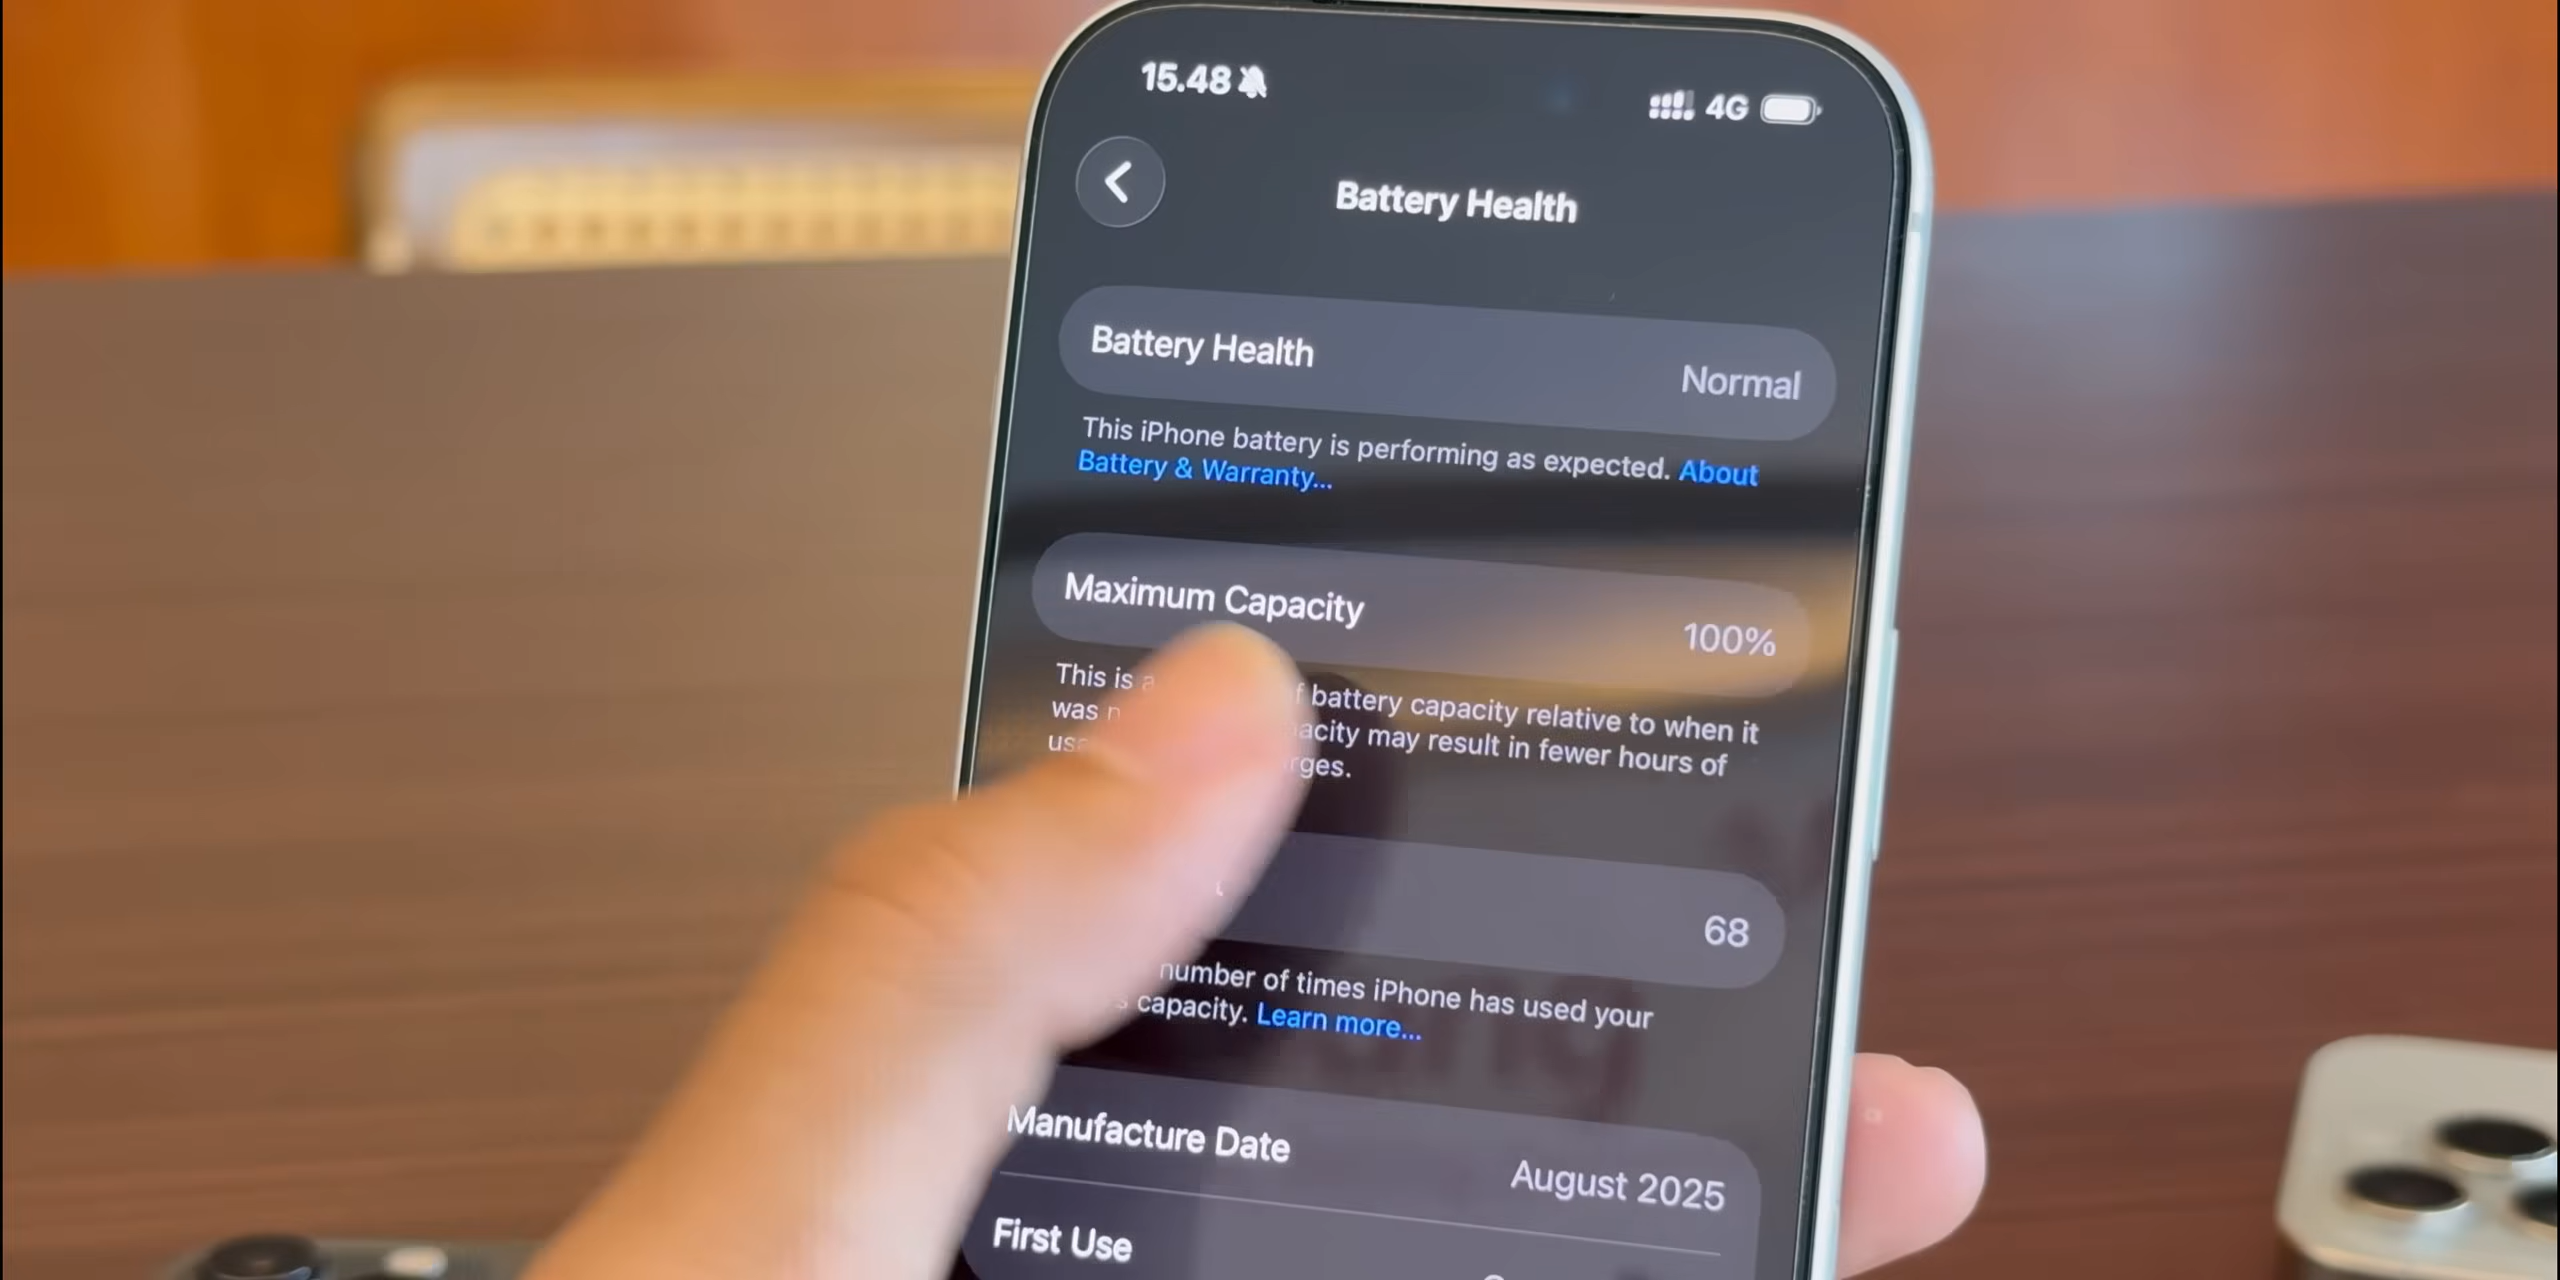 15.48
4G
Battery Health
Battery Health
Normal
This iPhone battery is performing as expected. About
Battery & Warranty...
Maximum Capacity
100%
This is battery capacity relative to when it
was may result in fewer hours of
68
number of times iPhone has used your
capacity. Learn more...
Manufacture Date
August 2025
First Use